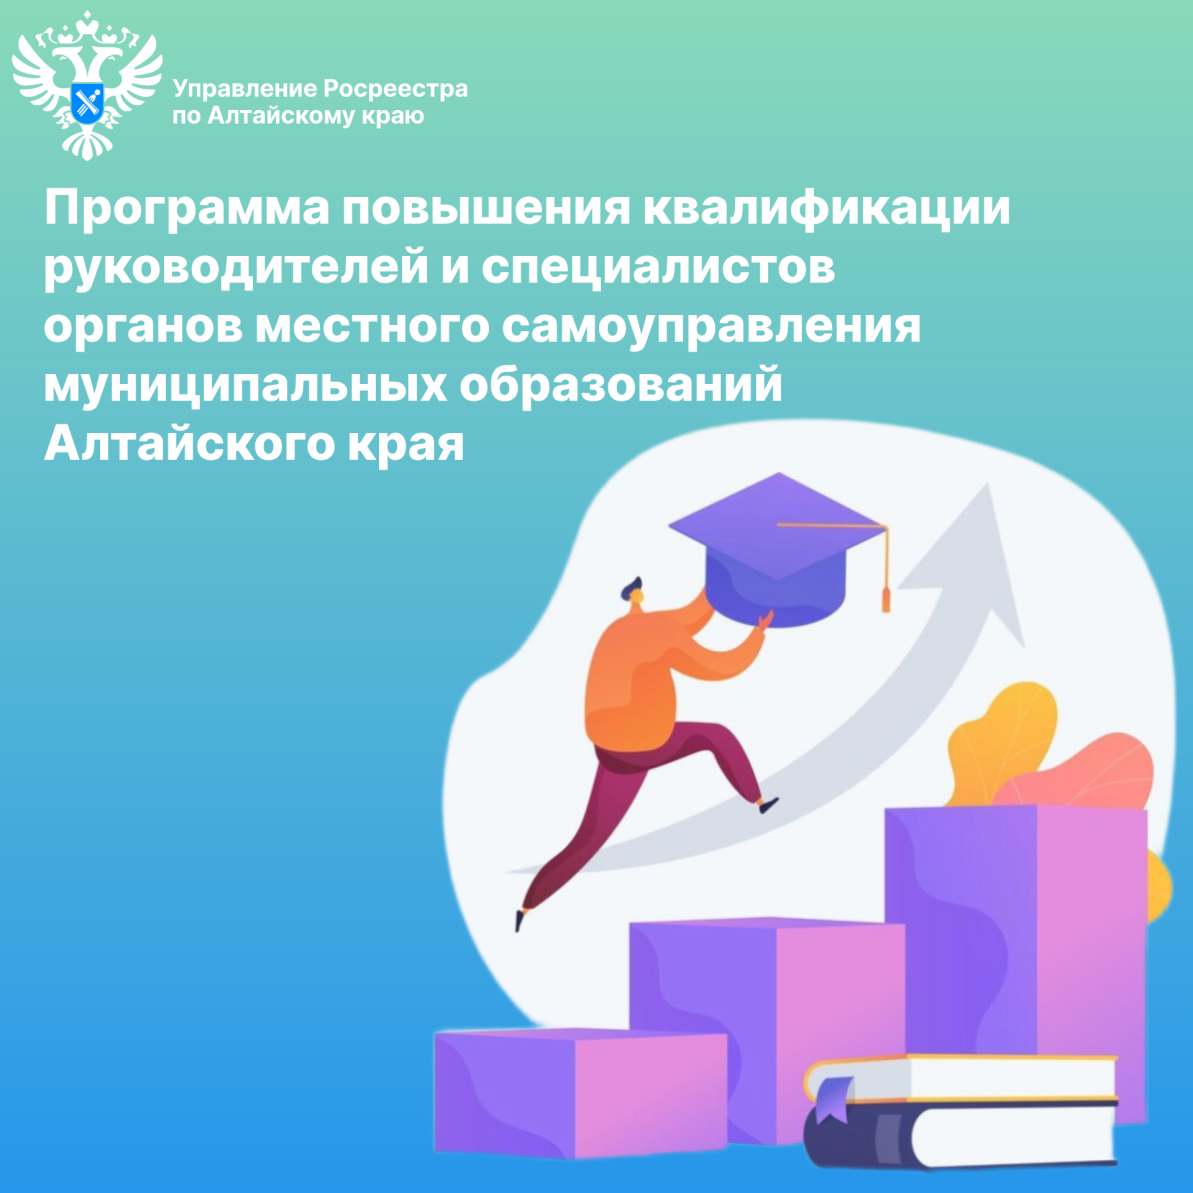 Управление Росреестра
по Алтайскому краю
Программа повышения квалификации
руководителей и специалистов
органов местного самоуправления
муниципальных образований
Алтайского края